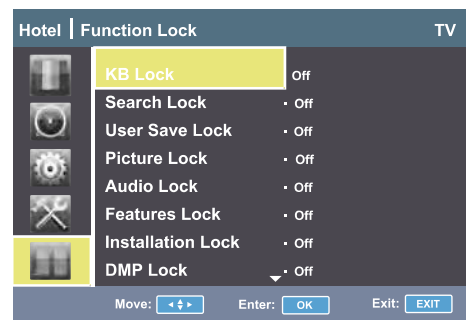 Hotel | Function Lock TV
KB Lock Off
Search Lock · Off
User Save Lock · Off
Picture Lock · Off
Audio Lock · Off
Features Lock · Off
Installation Lock · Off
DMP Lock · Off
Move: Enter: OK Exit: EXIT